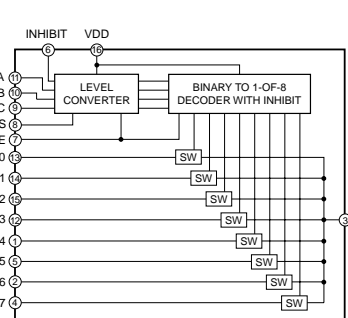 INHIBIT VDD
6 16
A 11
LEVEL CONVERTER
BINARY TO 1-OF-8 DECODER WITH INHIBIT
B 10
C 9
S 8
E 7
0 13 SW
1 14 SW
2 15 SW
3 12 SW 3
4 1 SW
5 5 SW
6 2 SW
7 4 SW